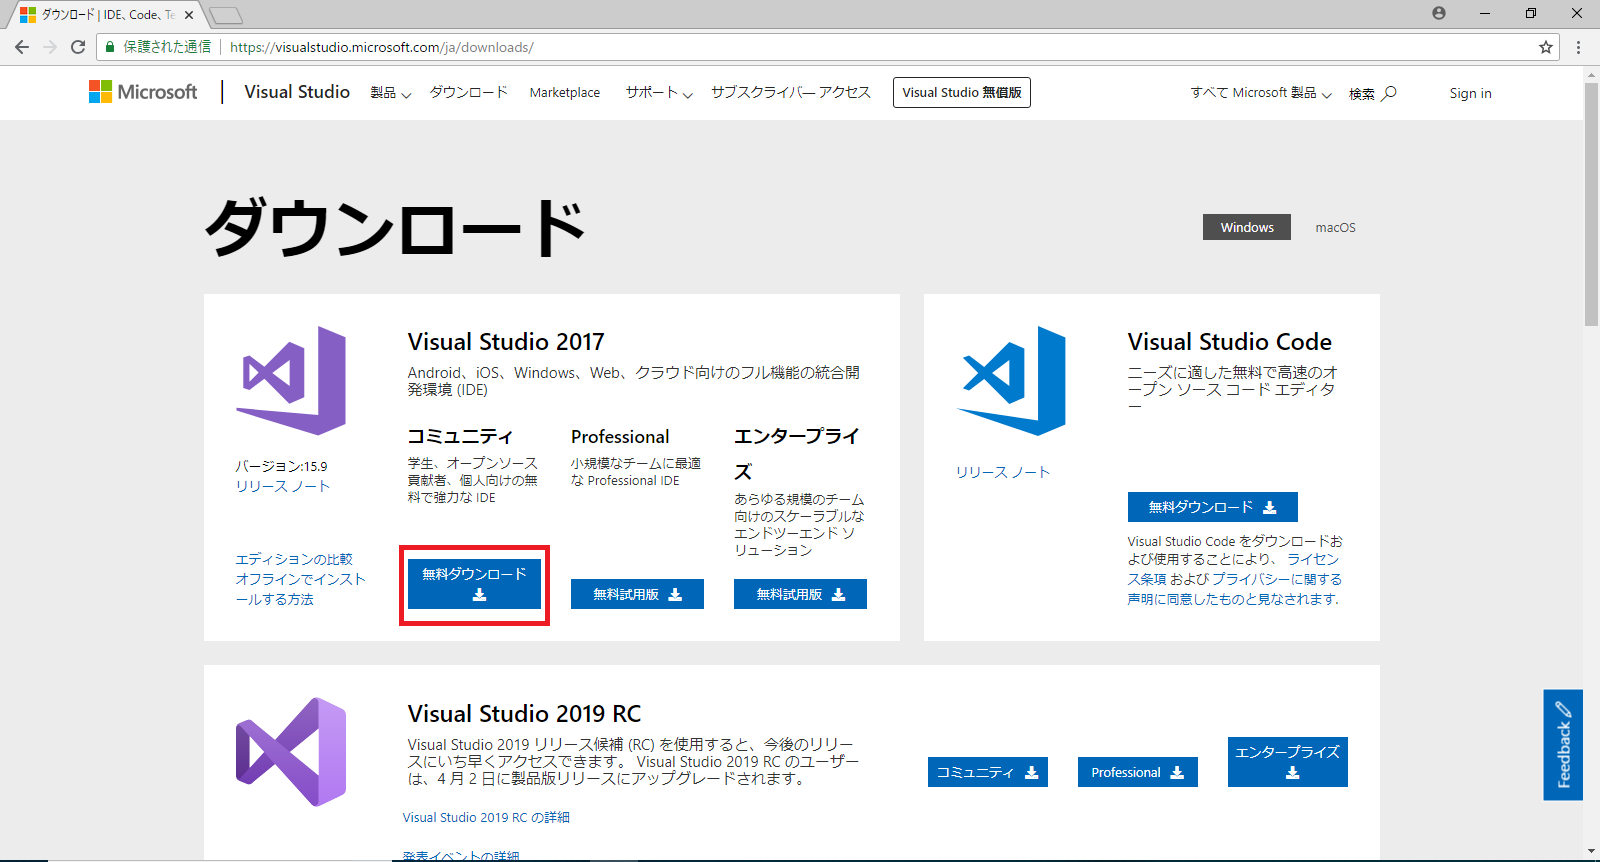 ダウンロード | IDE、Code、Te
保護された通信
https://visualstudio.microsoft.com/ja/downloads/
Microsoft
Visual Studio
製品
ダウンロード
Marketplace
サポート
サブスクライバー アクセス
Visual Studio 無償版
すべて Microsoft 製品
検索
Sign in
ダウンロード
Windows
macOS
Visual Studio 2017
Android、iOS、Windows、Web、クラウド向けのフル機能の統合開
発環境 (IDE)
バージョン:15.9
リリース ノート
エディションの比較
オフラインでインスト
ールする方法
コミュニティ
学生、オープンソース
貢献者、個人向けの無
料で強力な IDE
無料ダウンロード
Professional
小規模なチームに最適
な Professional IDE
無料試用版
エンタープライ
ズ
あらゆる規模のチーム
向けのスケーラブルな
エンドツーエンド ソ
リューション
無料試用版
Visual Studio Code
ニーズに適した無料で高速のオ
ープン ソース コード エディタ
ー
リリース ノート
無料ダウンロード
Visual Studio Code をダウンロードお
よび使用することにより、 ライセン
ス条項 および プライバシーに関する
声明に同意したものと見なされます.
Visual Studio 2019 RC
Visual Studio 2019 リリース候補 (RC) を使用すると、今後のリリー
スにいち早くアクセスできます。 Visual Studio 2019 RC のユーザー
は、4 月 2 日に製品版リリースにアップグレードされます。
Visual Studio 2019 RC の詳細
発表イベントの詳細
コミュニティ
Professional
エンタープライズ
Feedback